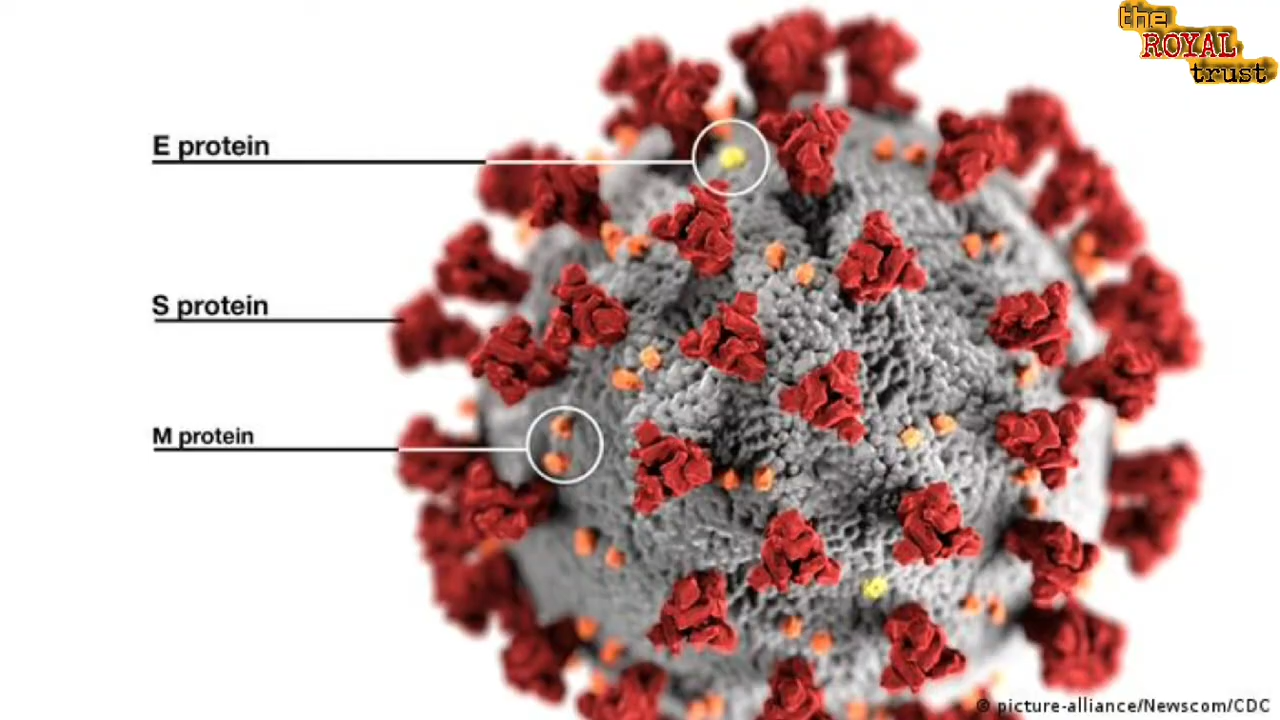 the
ROYAL
trust
E protein
S protein
M protein
© picture-alliance/Newscom/CDC